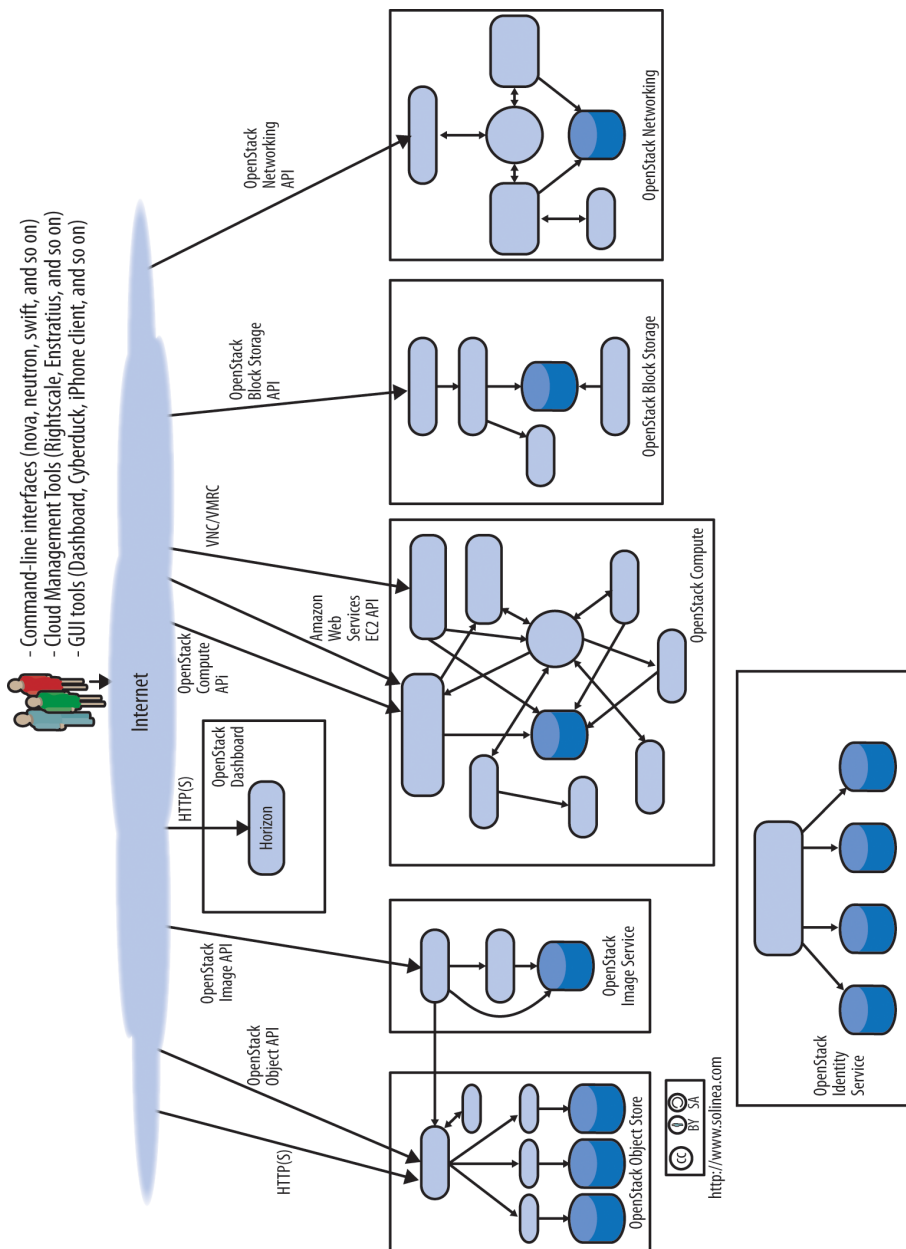 - Command-line interfaces (nova, neutron, swift, and so on)
- Cloud Management Tools (Rightscale, Enstratius, and so on)
- GUI tools (Dashboard, Cyberduck, iPhone client, and so on)
Internet
HTTP(S)
OpenStack
Object API
OpenStack
Image API
HTTP(S)
OpenStack
Compute
APi
Amazon
Web
Services
EC2 API
VNC/VMRC
OpenStack
Block Storage
API
OpenStack
Networking
API
OpenStack
Dashboard
Horizon
OpenStack Object Store
OpenStack
Image Service
OpenStack Compute
OpenStack Block Storage
OpenStack Networking
cc
BY SA
http://www.solinea.com
OpenStack
Identity
Service